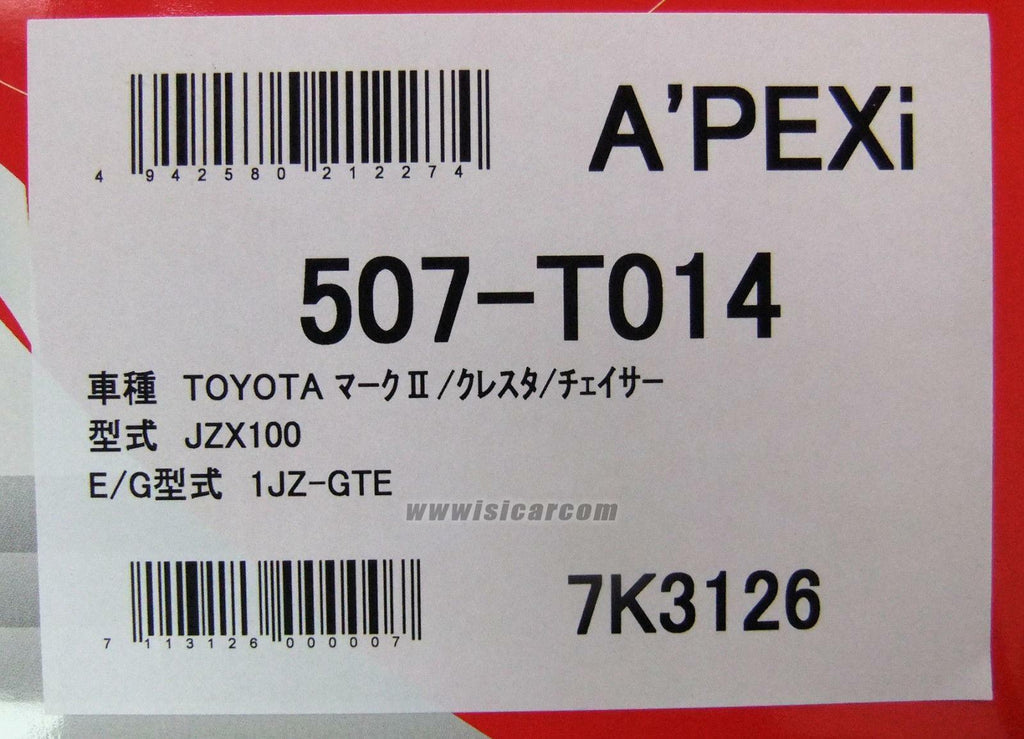 4 942580 212274
A'PEXi
507-T014
車種 TOYOTA マークⅡ/クレスタ/チェイサー
型式 JZX100
E/G型式 1JZ-GTE
wwwisicarcom
7 113126 000007
7K3126